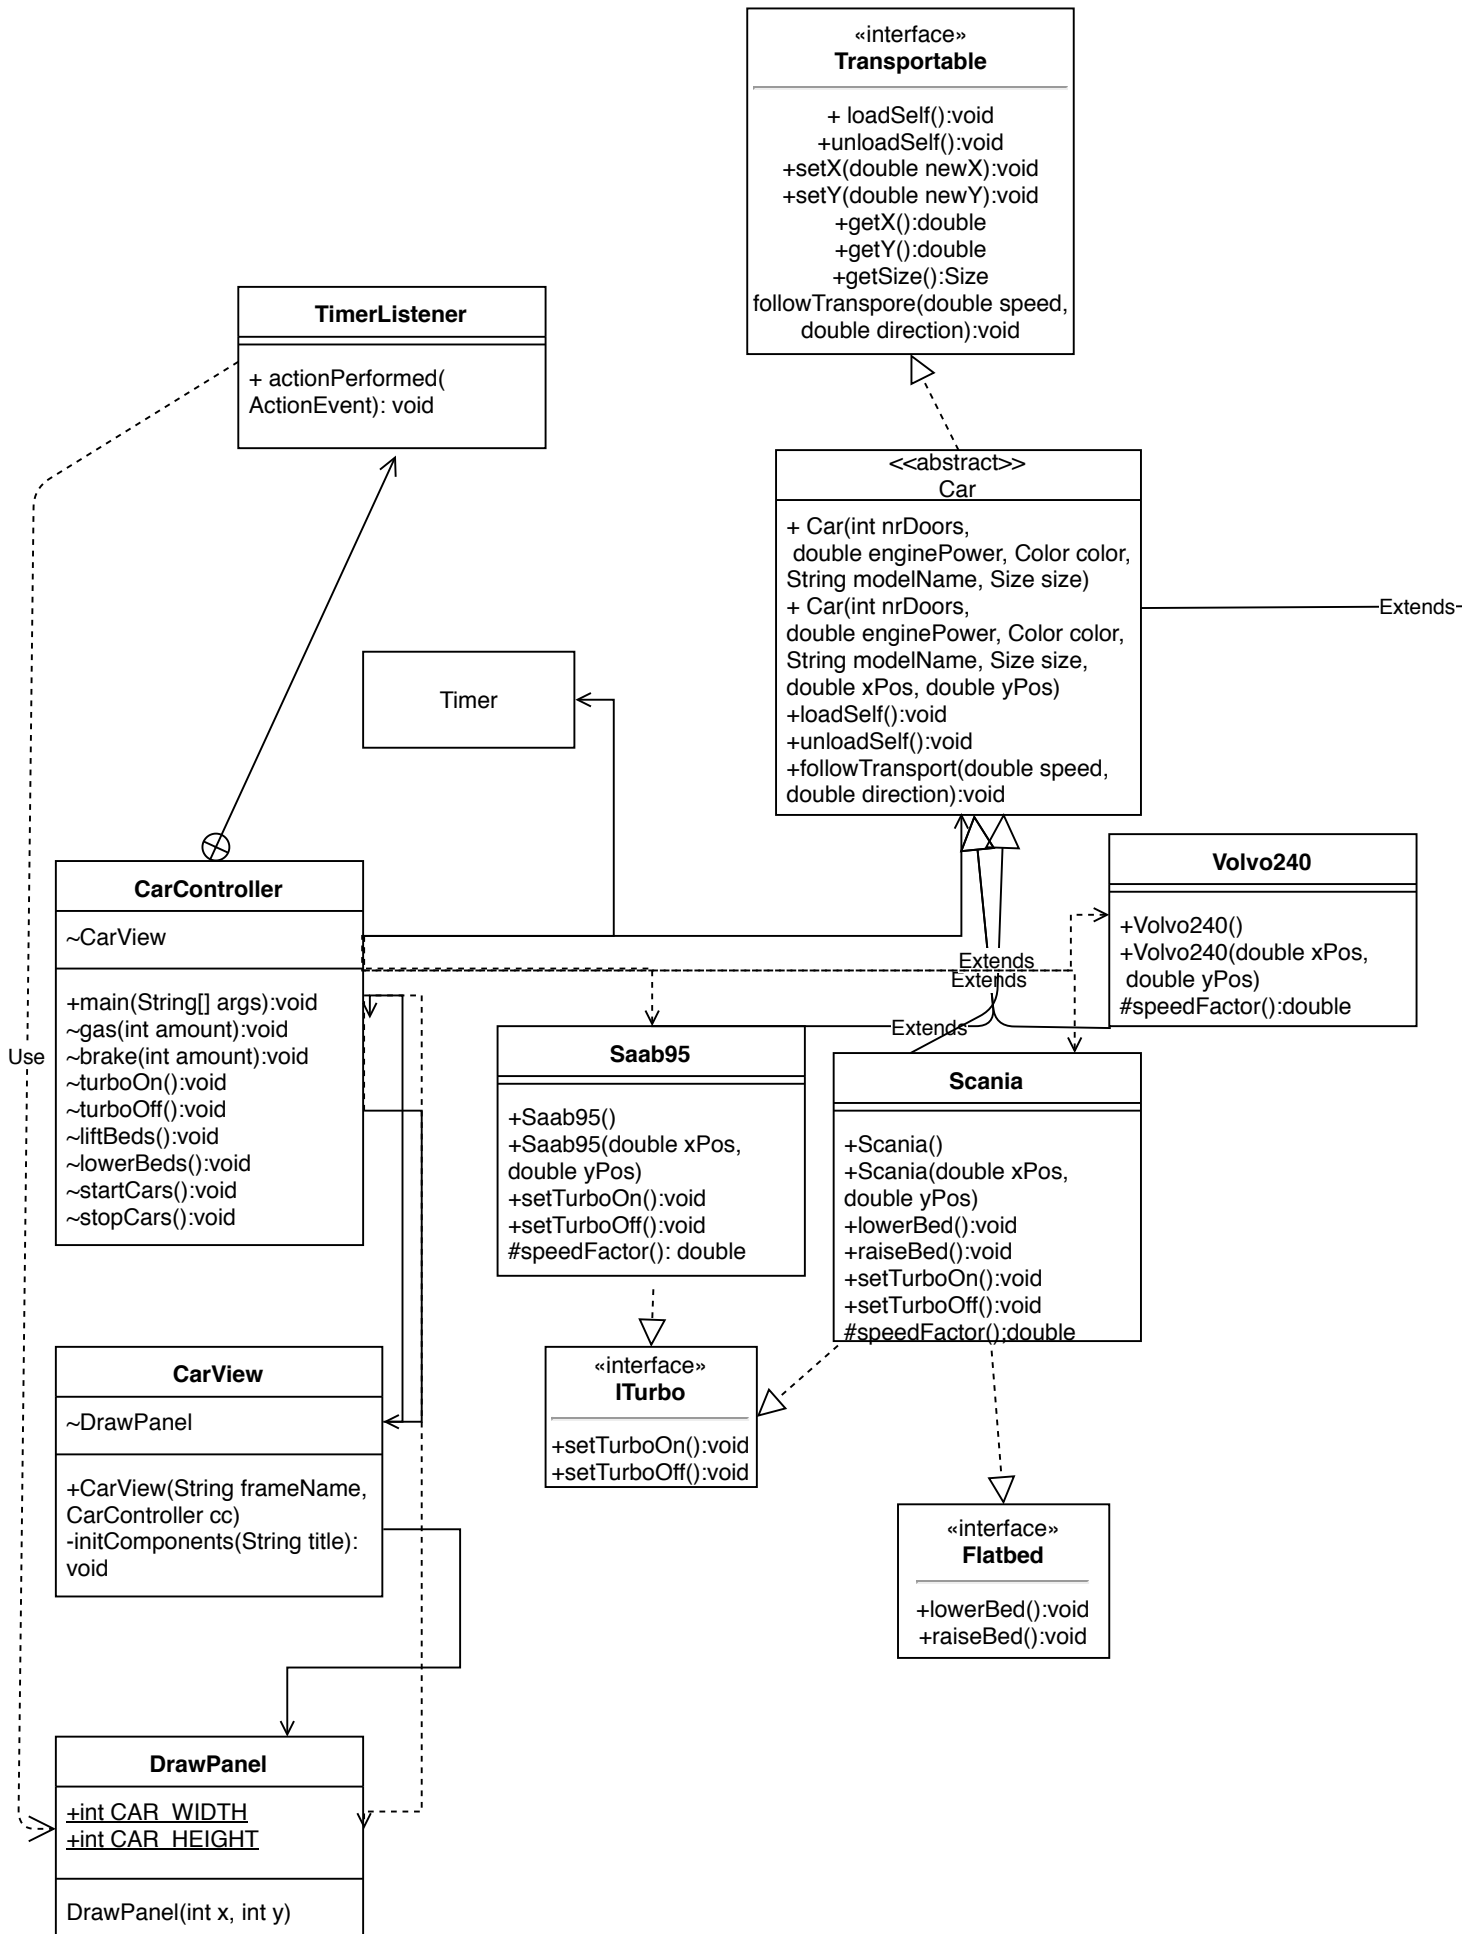 «interface»
Transportable
+ loadSelf():void
+unloadSelf():void
+setX(double newX):void
+setY(double newY):void
+getX():double
+getY():double
+getSize():Size
followTranspore(double speed,
double direction):void
TimerListener
+ actionPerformed(
ActionEvent): void
<<abstract>>
Car
+ Car(int nrDoors,
double enginePower, Color color,
String modelName, Size size)
+ Car(int nrDoors,
double enginePower, Color color,
String modelName, Size size,
double xPos, double yPos)
+loadSelf():void
+unloadSelf():void
+followTransport(double speed,
double direction):void
Extends
Timer
CarController
~CarView
+main(String[] args):void
~gas(int amount):void
~brake(int amount):void
~turboOn():void
~turboOff():void
~liftBeds():void
~lowerBeds():void
~startCars():void
~stopCars():void
Use
Volvo240
+Volvo240()
+Volvo240(double xPos,
double yPos)
#speedFactor():double
Extends
Extends
Extends
Saab95
+Saab95()
+Saab95(double xPos,
double yPos)
+setTurboOn():void
+setTurboOff():void
#speedFactor(): double
Scania
+Scania()
+Scania(double xPos,
double yPos)
+lowerBed():void
+raiseBed():void
+setTurboOn():void
+setTurboOff():void
#speedFactor();double
CarView
~DrawPanel
+CarView(String frameName,
CarController cc)
-initComponents(String title):
void
«interface»
ITurbo
+setTurboOn():void
+setTurboOff():void
«interface»
Flatbed
+lowerBed():void
+raiseBed():void
DrawPanel
+int CAR_WIDTH
+int CAR_HEIGHT
DrawPanel(int x, int y)